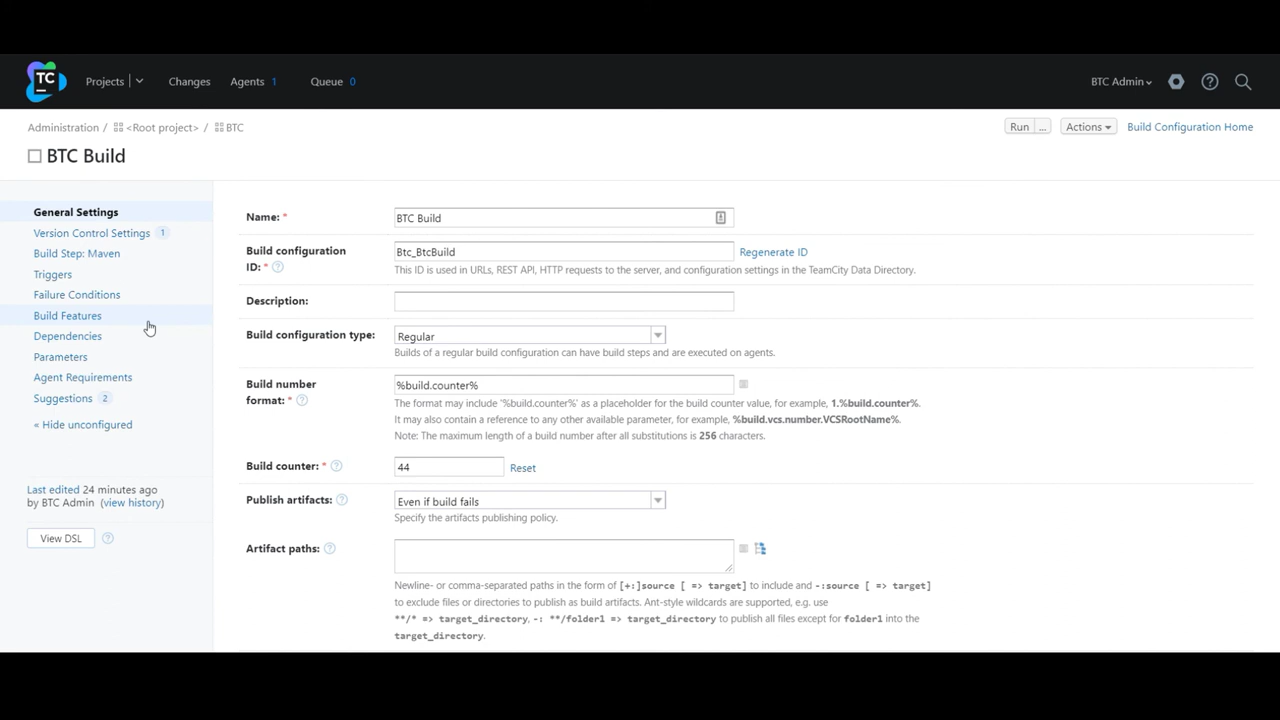 TC
Projects
Changes
Agents 1
Queue 0
BTC Admin
Administration / <Root project> / BTC
Run ...
Actions
Build Configuration Home
BTC Build
General Settings
Version Control Settings 1
Build Step: Maven
Triggers
Failure Conditions
Build Features
Dependencies
Parameters
Agent Requirements
Suggestions 2
« Hide unconfigured
Last edited 24 minutes ago
by BTC Admin (view history)
View DSL
Name: *
BTC Build
Build configuration
ID: *
Btc_BtcBuild
Regenerate ID
This ID is used in URLs, REST API, HTTP requests to the server, and configuration settings in the TeamCity Data Directory.
Description:
Build configuration type:
Regular
Builds of a regular build configuration can have build steps and are executed on agents.
Build number
format: *
%build.counter%
The format may include '%build.counter%' as a placeholder for the build counter value, for example, 1.%build.counter%.
It may also contain a reference to any other available parameter, for example, %build.vcs.number.VCSRootName%.
Note: The maximum length of a build number after all substitutions is 256 characters.
Build counter: *
44
Reset
Publish artifacts:
Even if build fails
Specify the artifacts publishing policy.
Artifact paths:
Newline- or comma-separated paths in the form of [+:]source [ => target] to include and -:source [ => target]
to exclude files or directories to publish as build artifacts. Ant-style wildcards are supported, e.g. use
**/* => target_directory, -: **/folder1 => target_directory to publish all files except for folder1 into the
target_directory.